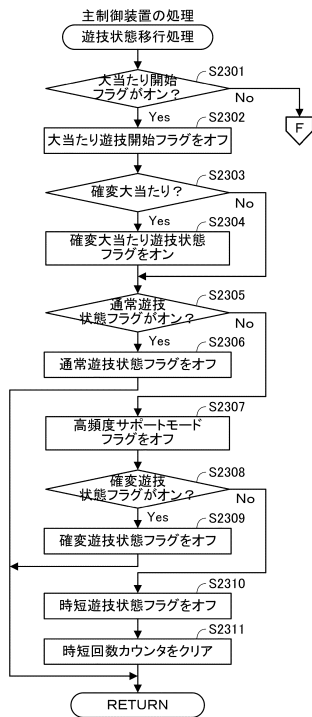 主制御装置の処理
遊技状態移行処理
S2301
大当たり開始
フラグがオン？
No
Yes
F
S2302
大当たり遊技開始フラグをオフ
S2303
確変大当たり？
No
Yes
S2304
確変大当たり遊技状態
フラグをオン
S2305
通常遊技
状態フラグがオン？
No
Yes
S2306
通常遊技状態フラグをオフ
S2307
高頻度サポートモード
フラグをオフ
S2308
確変遊技
状態フラグがオン？
No
Yes
S2309
確変遊技状態フラグをオフ
S2310
時短遊技状態フラグをオフ
S2311
時短回数カウンタをクリア
RETURN